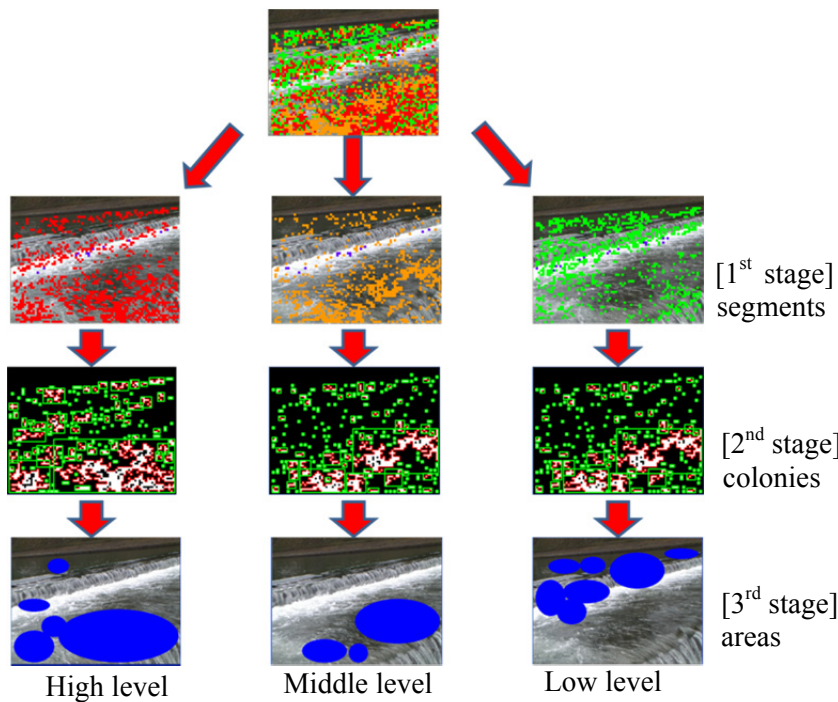 [1st stage]
segments
[2nd stage]
colonies
[3rd stage]
areas
High level
Middle level
Low level